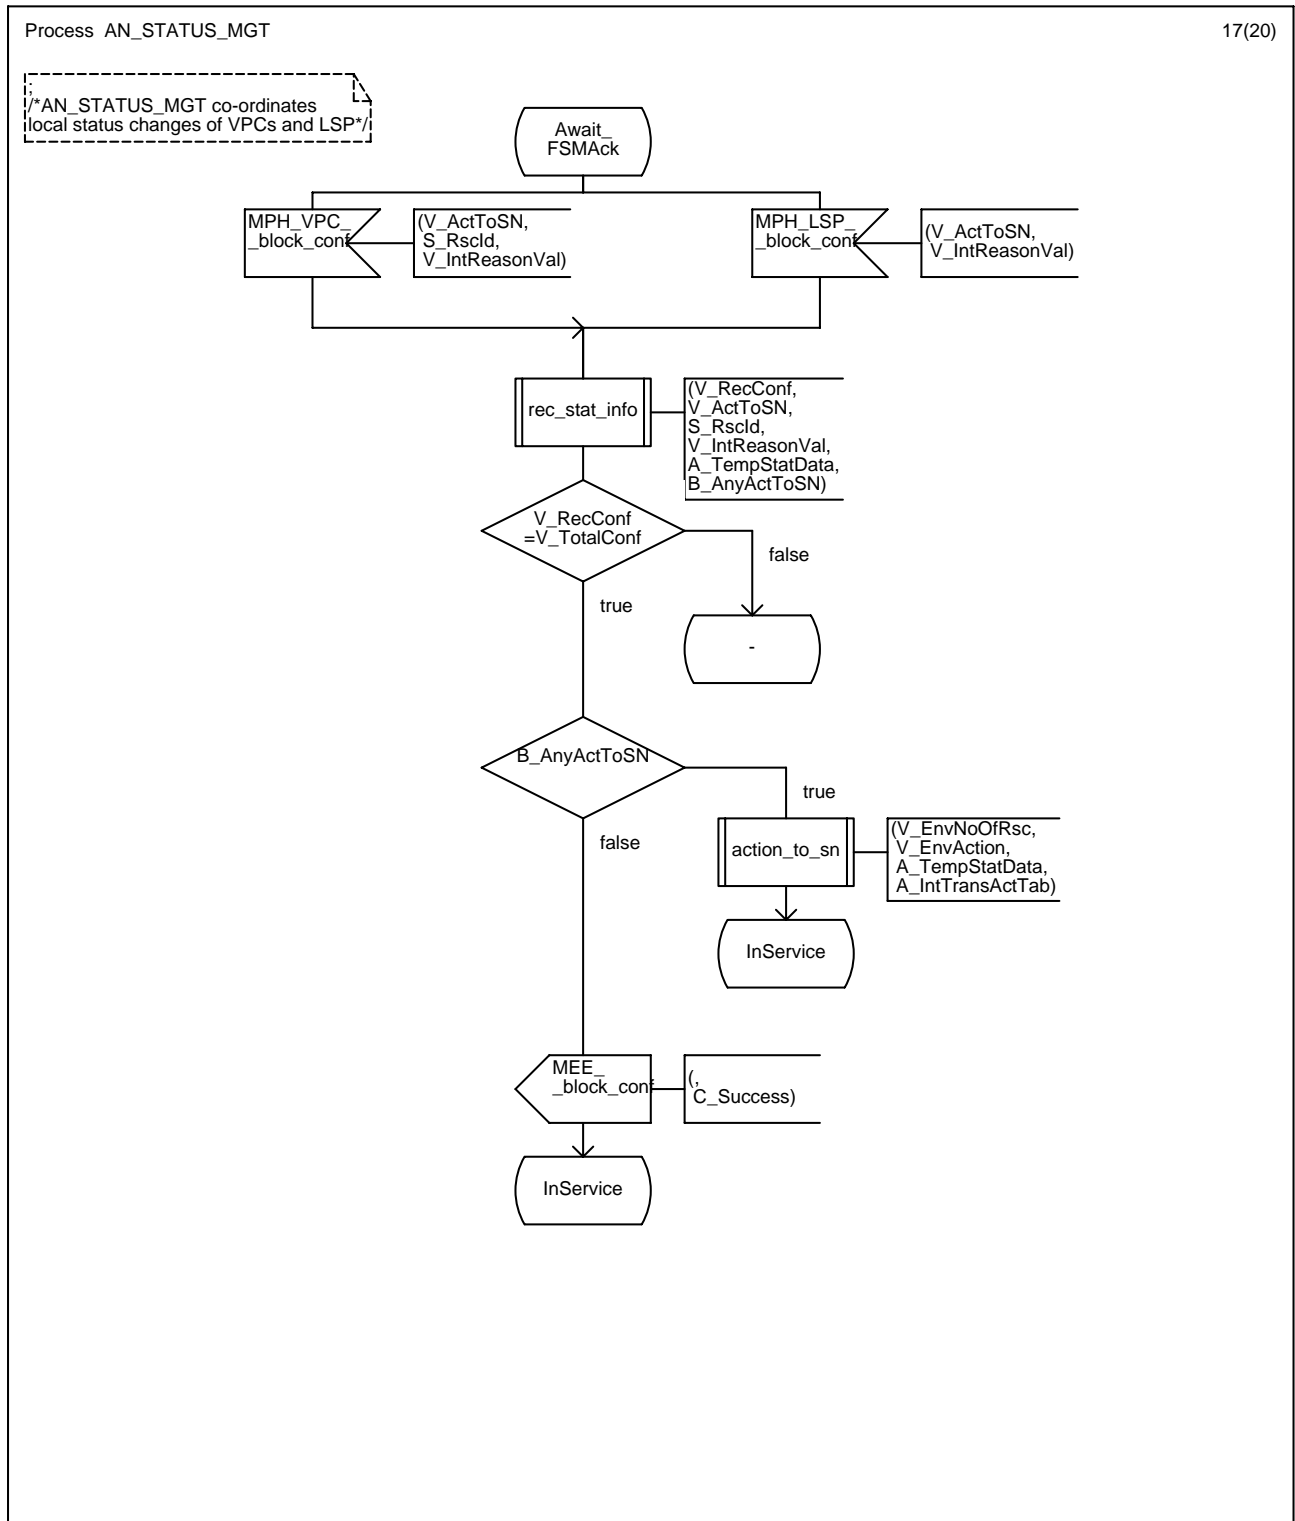 Process AN_STATUS_MGT
17(20)
;
/*AN_STATUS_MGT co-ordinates
local status changes of VPCs and LSP*/
Await_
FSMAck
MPH_VPC_
_block_conf
(V_ActToSN,
S_RscId,
V_IntReasonVal)
MPH_LSP_
_block_conf
(V_ActToSN,
V_IntReasonVal)
rec_stat_info
(V_RecConf,
V_ActToSN,
S_RscId,
V_IntReasonVal,
A_TempStatData,
B_AnyActToSN)
V_RecConf
=V_TotalConf
false
true
-
B_AnyActToSN
true
false
action_to_sn
(V_EnvNoOfRsc,
V_EnvAction,
A_TempStatData,
A_IntTransActTab)
InService
MEE_
_block_conf
(,
C_Success)
InService